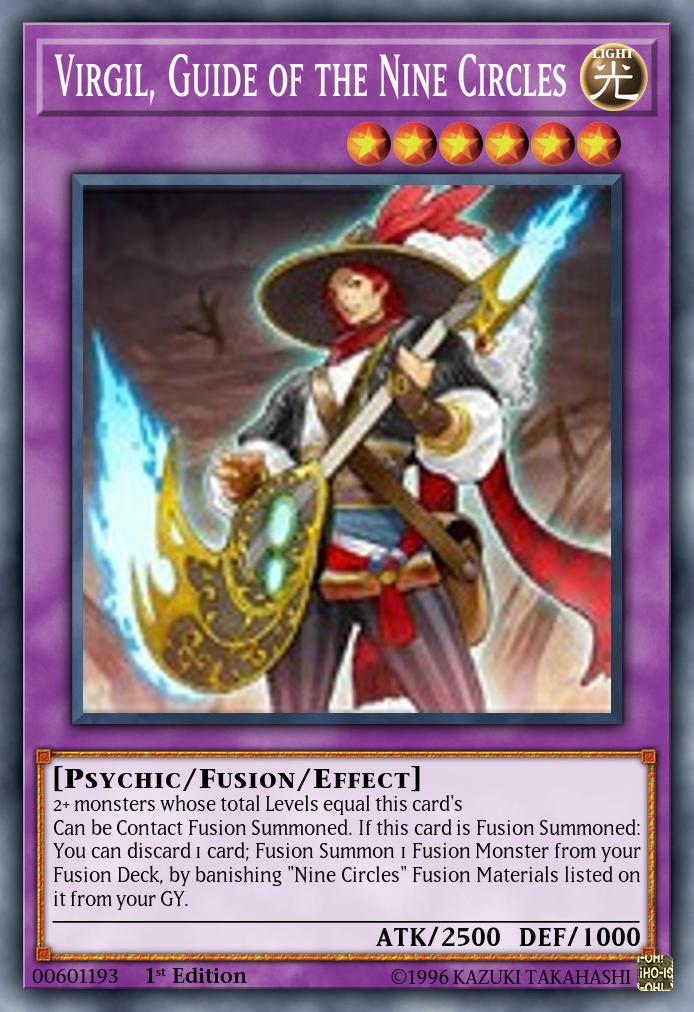 Virgil, Guide of the Nine Circles
LIGHT
光
[Psychic/Fusion/Effect]
2+ monsters whose total Levels equal this card's
Can be Contact Fusion Summoned. If this card is Fusion Summoned:
You can discard 1 card; Fusion Summon 1 Fusion Monster from your
Fusion Deck, by banishing "Nine Circles" Fusion Materials listed on
it from your GY.
ATK/2500 DEF/1000
00601193 1st Edition ©1996 KAZUKI TAKAHASHI